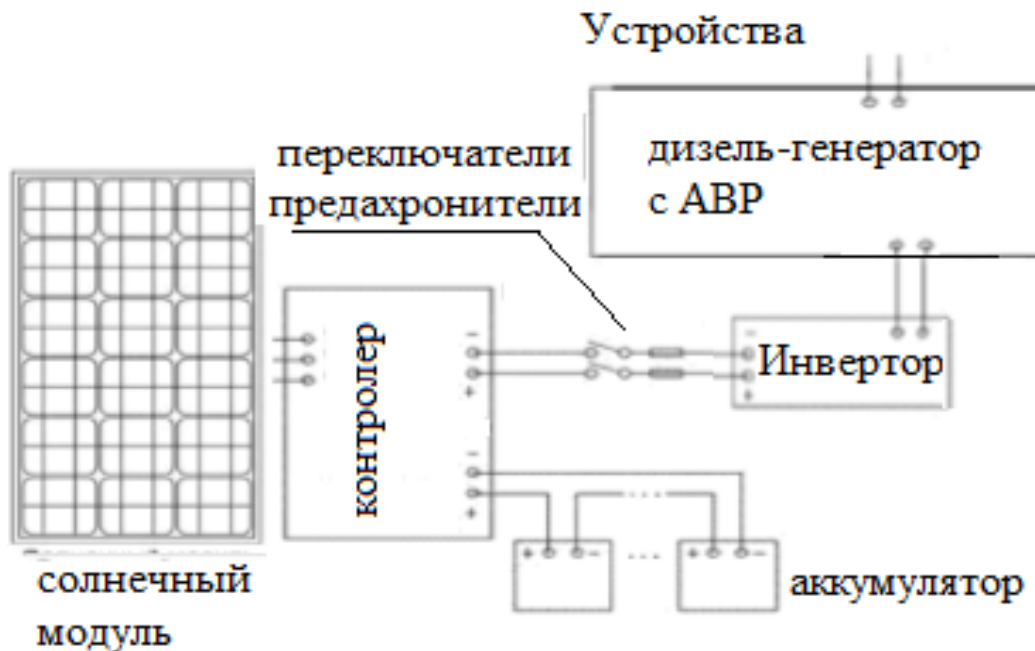 Устройства
переключатели
предахронители
дизель-генератор
с АВР
контролер
Инвертор
- +
- +
- +
+ - ... + -
...
аккумулятор
солнечный
модуль